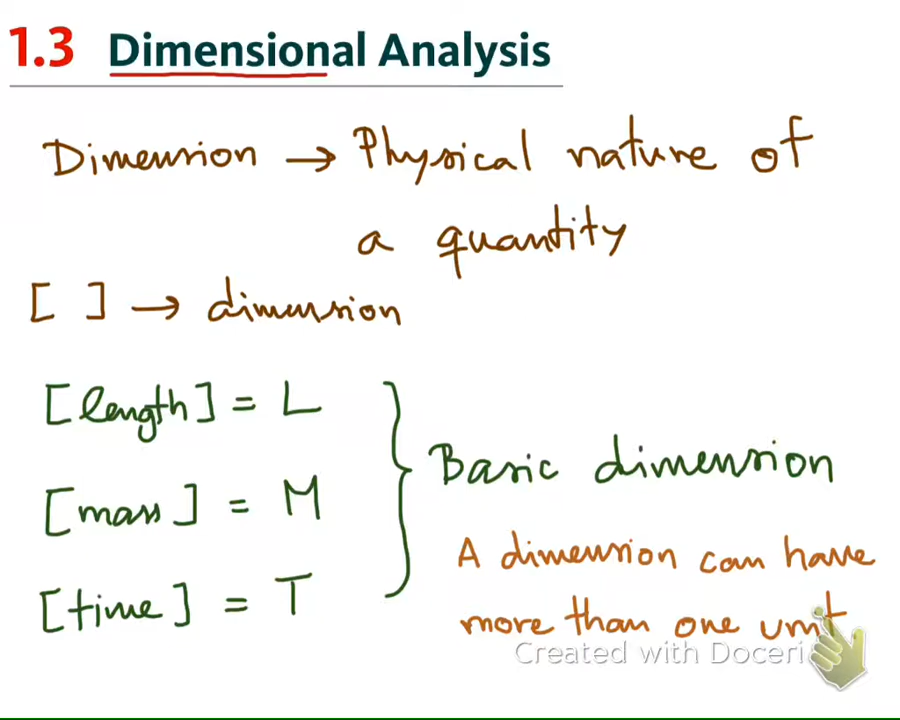 1.3 Dimensional Analysis
Dimension → Physical nature of
a quantity
[ ] → dimension
[length] = L
[mass] = M
[time] = T
Basic dimension
A dimension can have
more than one unit
Created with Doceri